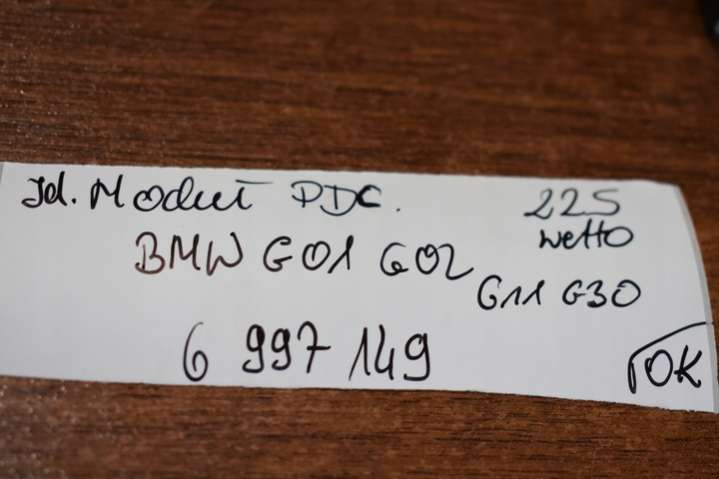 Jd. Moduł PDC. 225
netto
BMW G01 G02
G11 G30
6 997 149
OK